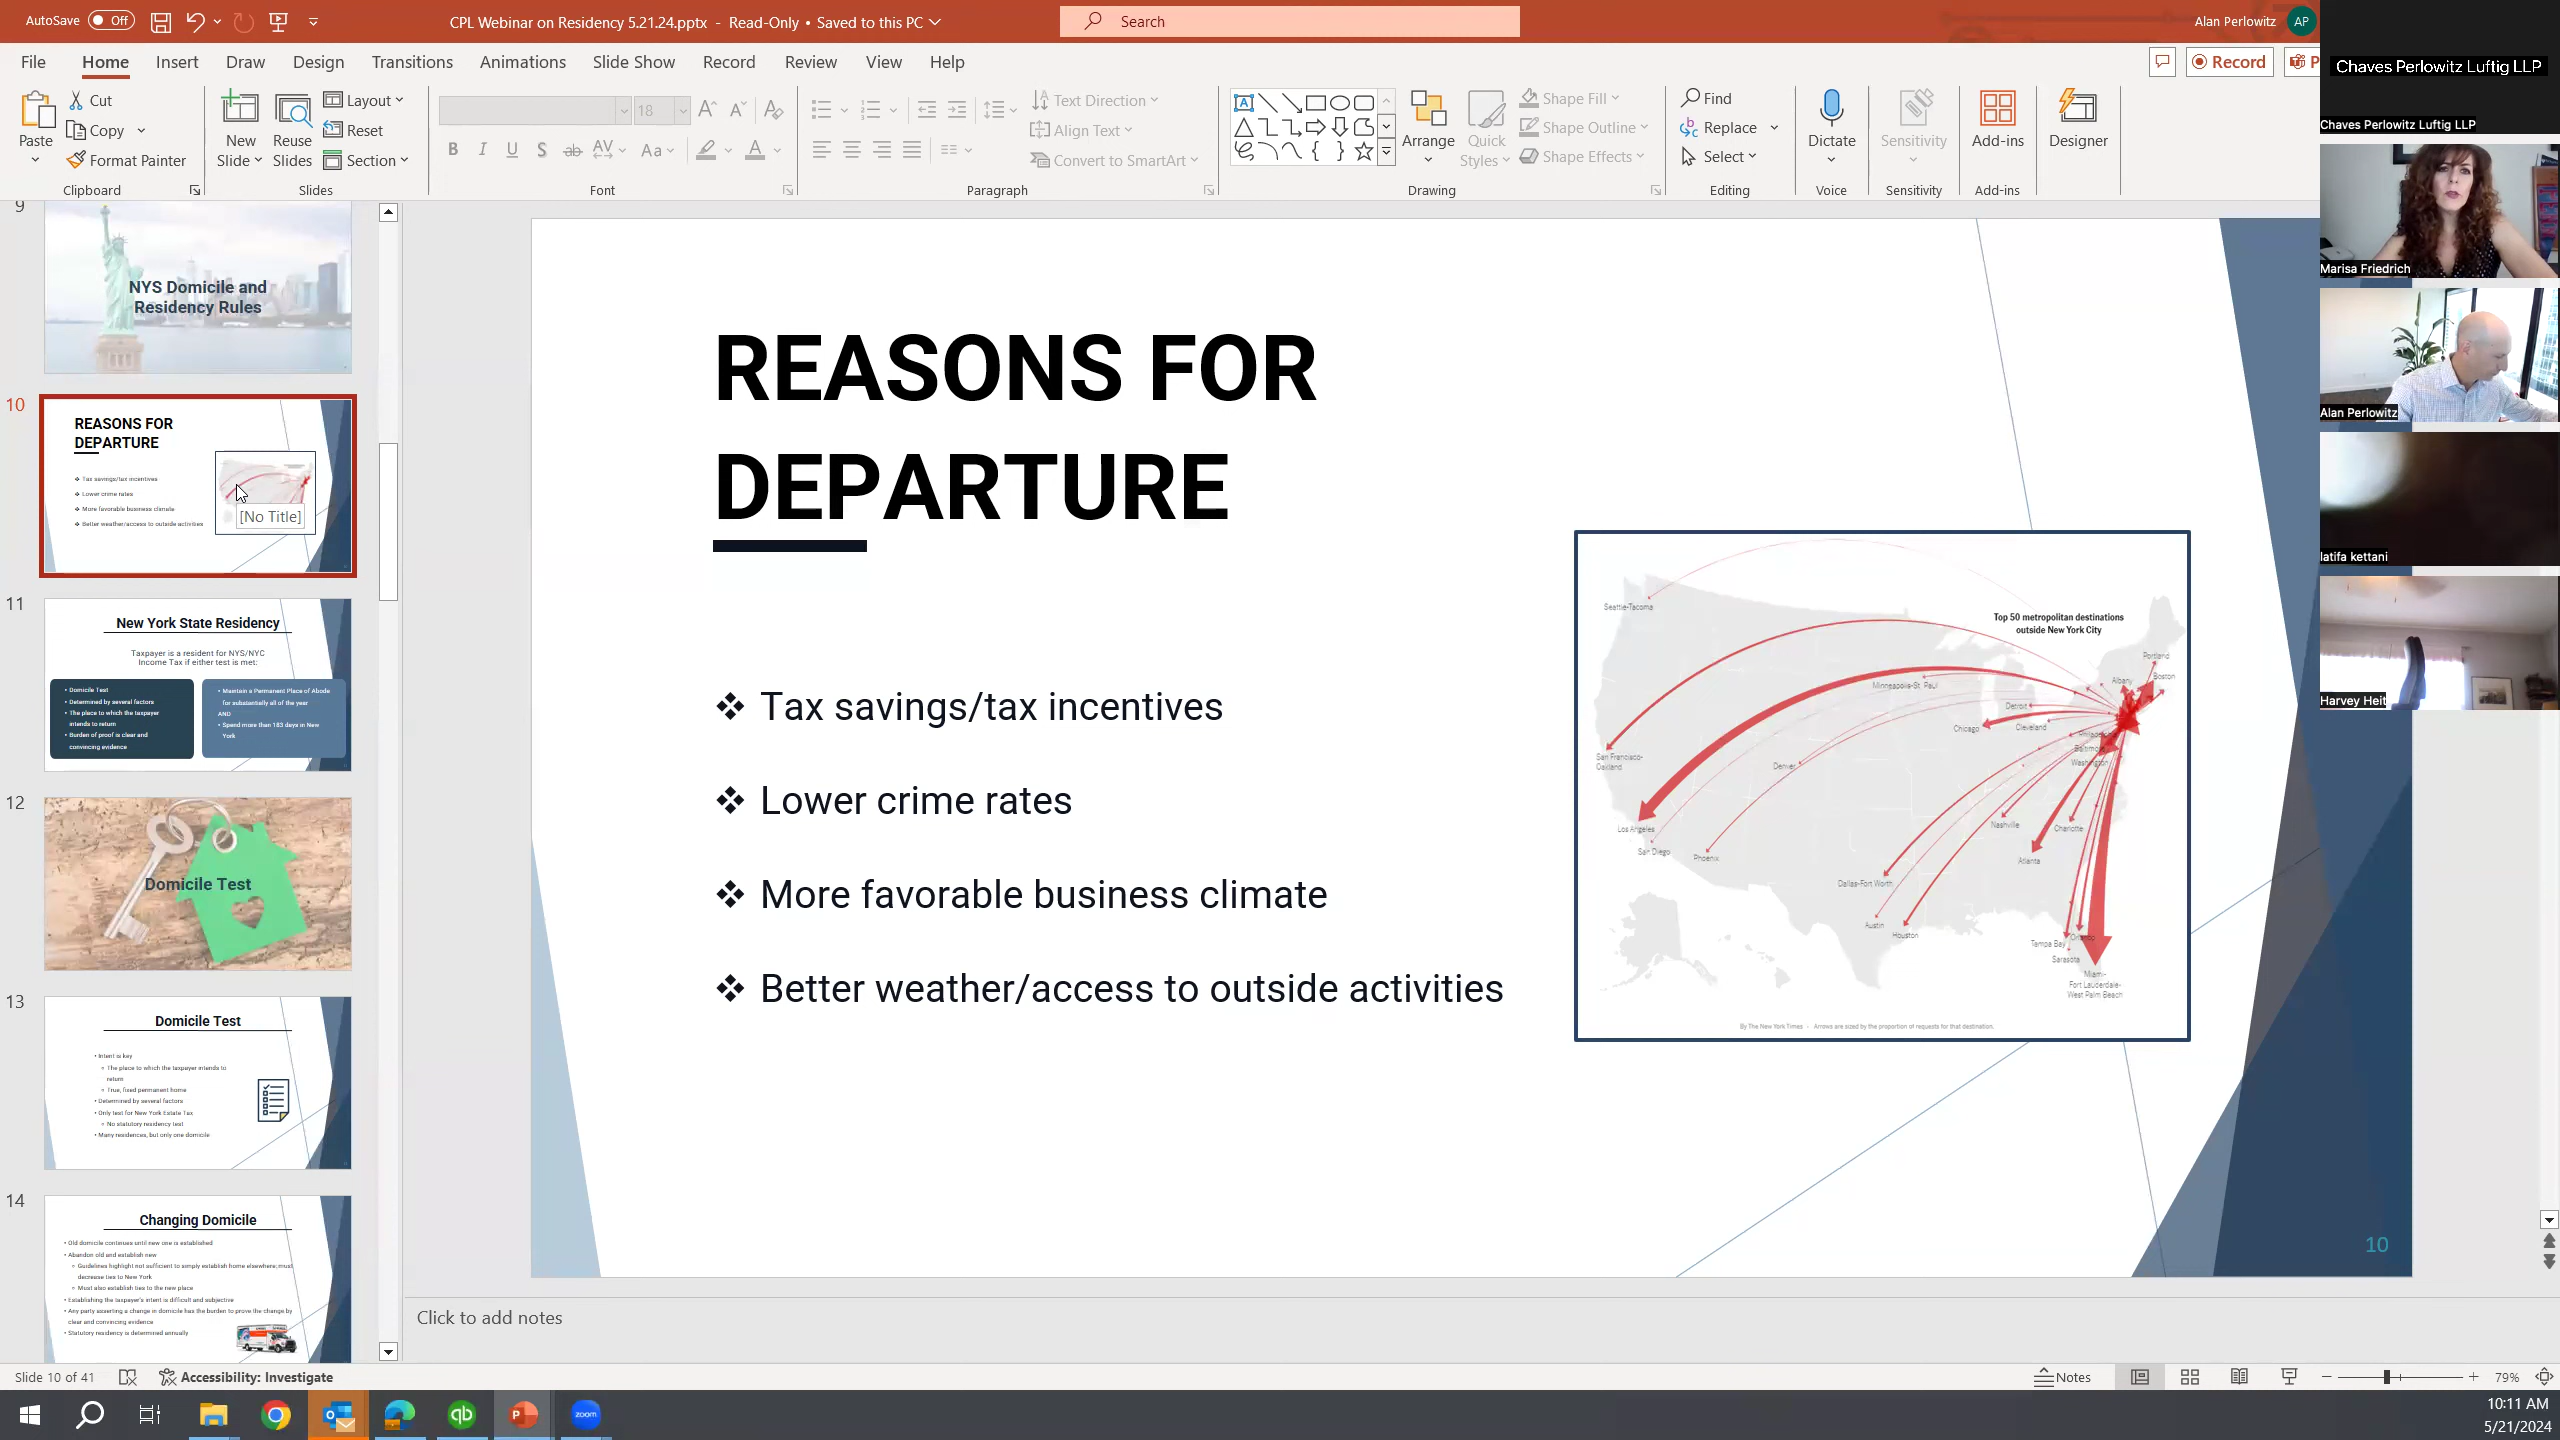 AutoSave Off
CPL Webinar on Residency 5.21.24.pptx - Read-Only • Saved to this PC
Search
Alan Perlowitz AP
File Home Insert Draw Design Transitions Animations Slide Show Record Review View Help
Record
Paste
Cut
Copy
Format Painter
Clipboard
New Slide
Reuse Slides
Layout
Reset
Section
Slides
18
Font
Text Direction
Align Text
Convert to SmartArt
Paragraph
Arrange
Quick Styles
Shape Fill
Shape Outline
Shape Effects
Drawing
Find
Replace
Select
Editing
Dictate
Voice
Sensitivity
Sensitivity
Add-ins
Add-ins
Designer
Chaves Perlowitz Luftig LLP
Chaves Perlowitz Luftig LLP
Marisa Friedrich
Alan Perlowitz
latifa kettani
Harvey Heit
9
NYS Domicile and
Residency Rules
10
REASONS FOR
DEPARTURE
Tax savings/tax incentives
Lower crime rates
More favorable business climate
Better weather/access to outside activities
[No Title]
11
New York State Residency
Taxpayer is a resident for NYS/NYC
Income Tax if either test is met:
• Domicile Test
• Determined by several factors
• The place to which the taxpayer
intends to return
• Burden of proof is clear and
convincing evidence
• Maintain a Permanent Place of Abode
for substantially all of the year
AND
• Spend more than 183 days in New
York
12
Domicile Test
13
Domicile Test
• Intent is key
The place to which the taxpayer intends to
return
True, fixed permanent home
• Determined by several factors
• Only test for New York Estate Tax
No statutory residency test
• Many residences, but only one domicile
14
Changing Domicile
• Old domicile continues until new one is established
• Abandon old and establish new
Guidelines highlight not sufficient to simply establish home elsewhere; must
decrease ties to New York
Must also establish ties to the new place
• Establishing the taxpayer's intent is difficult and subjective
• Any party asserting a change in domicile has the burden to prove the change by
clear and convincing evidence
• Statutory residency is determined annually
REASONS FOR
DEPARTURE
❖ Tax savings/tax incentives
❖ Lower crime rates
❖ More favorable business climate
❖ Better weather/access to outside activities
Top 50 metropolitan destinations
outside New York City
Seattle-Tacoma
Portland
Boston
Albany
Minneapolis-St. Paul
Detroit
Cleveland
Chicago
Philadelphia
Baltimore
Washington
San Francisco-
Oakland
Denver
Los Angeles
San Diego
Phoenix
Nashville
Charlotte
Atlanta
Dallas-Fort Worth
Austin
Houston
Tampa Bay
Orlando
Sarasota
Miami-
Fort Lauderdale-
West Palm Beach
By The New York Times - Arrows are sized by the proportion of requests for that destination.
10
Click to add notes
Slide 10 of 41
Accessibility: Investigate
Notes
79%
zoom
10:11 AM
5/21/2024